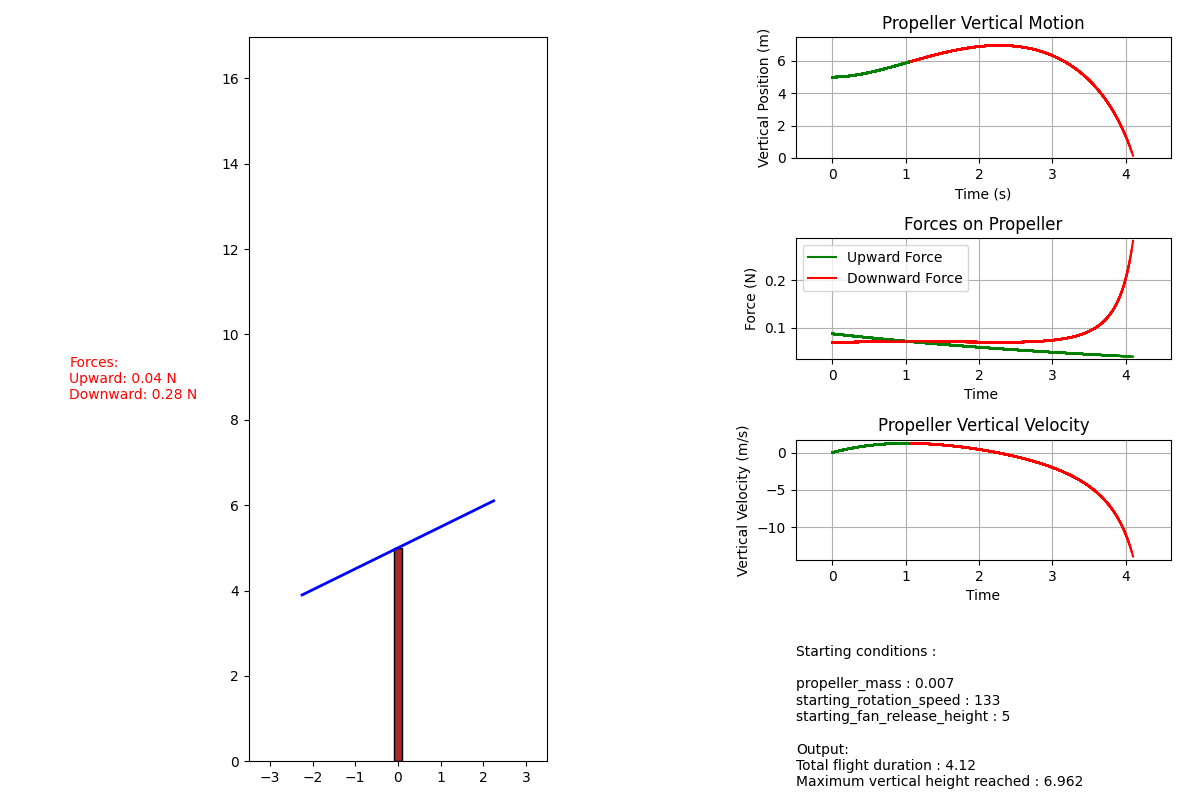 16
14
12
10
8
6
4
2
0
−3 −2 −1 0 1 2 3
Forces:
Upward: 0.04 N
Downward: 0.28 N
Propeller Vertical Motion
Vertical Position (m)
6
4
2
0
0 1 2 3 4
Time (s)
Forces on Propeller
Force (N)
0.2
0.1
Upward Force
Downward Force
0 1 2 3 4
Time
Propeller Vertical Velocity
Vertical Velocity (m/s)
0
−5
−10
0 1 2 3 4
Time
Starting conditions :
propeller_mass : 0.007
starting_rotation_speed : 133
starting_fan_release_height : 5
Output:
Total flight duration : 4.12
Maximum vertical height reached : 6.962